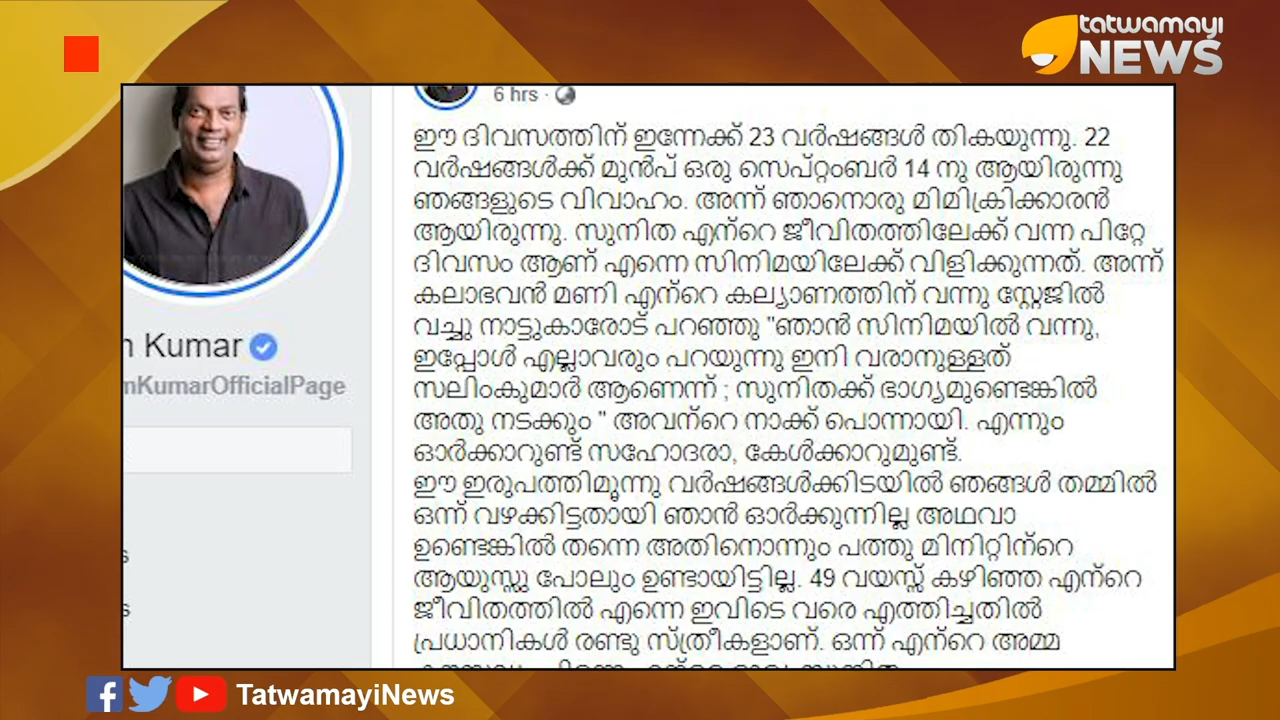 tatwamayi
NEWS
6 hrs ·
ഈ ദിവസത്തിന് ഇന്നേക്ക് 23 വർഷങ്ങൾ തികയുന്നു. 22
വർഷങ്ങൾക്ക് മുൻപ് ഒരു സെപ്റ്റംബർ 14 നു ആയിരുന്നു
ഞങ്ങളുടെ വിവാഹം. അന്ന് ഞാനൊരു മിമിക്രിക്കാരൻ
ആയിരുന്നു. സുനിത എന്റെ ജീവിതത്തിലേക്ക് വന്ന പിറ്റേ
ദിവസം ആണ് എന്നെ സിനിമയിലേക്ക് വിളിക്കുന്നത്. അന്ന്
കലാഭവൻ മണി എന്റെ കല്യാണത്തിന് വന്നു സ്റ്റേജിൽ
വച്ചു നാട്ടുകാരോട് പറഞ്ഞു "ഞാൻ സിനിമയിൽ വന്നു,
ഇപ്പോൾ എല്ലാവരും പറയുന്നു ഇനി വരാനുള്ളത്
സലിംകുമാർ ആണെന്ന് ; സുനിതക്ക് ഭാഗ്യമുണ്ടെങ്കിൽ
അതു നടക്കും " അവന്റെ നാക്ക് പൊന്നായി. എന്നും
ഓർക്കാറുണ്ട് സഹോദരാ, കേൾക്കാറുമുണ്ട്.
ഈ ഇരുപത്തിമൂന്നു വർഷങ്ങൾക്കിടയിൽ ഞങ്ങൾ തമ്മിൽ
ഒന്ന് വഴക്കിട്ടതായി ഞാൻ ഓർക്കുന്നില്ല അഥവാ
ഉണ്ടെങ്കിൽ തന്നെ അതിനൊന്നും പത്തു മിനിറ്റിന്റെ
ആയുസ്സു പോലും ഉണ്ടായിട്ടില്ല. 49 വയസ്സ് കഴിഞ്ഞ എന്റെ
ജീവിതത്തിൽ എന്നെ ഇവിടെ വരെ എത്തിച്ചതിൽ
പ്രധാനികൾ രണ്ടു സ്ത്രീകളാണ്. ഒന്ന് എന്റെ അമ്മ
Kumar
mKumarOfficialPage
TatwamayiNews